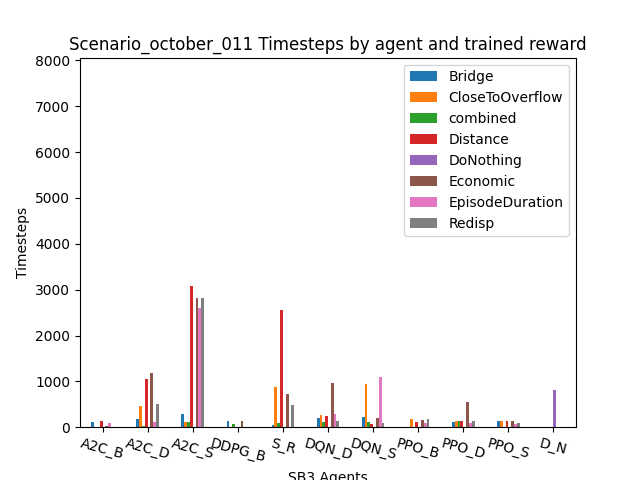 Scenario_october_011 Timesteps by agent and trained reward
8000
7000
6000
5000
4000
3000
2000
1000
0
Timesteps
Bridge
CloseToOverflow
combined
Distance
DoNothing
Economic
EpisodeDuration
Redisp
A2C_B
A2C_D
A2C_S
DDPG_B
S_R
DQN_D
DQN_S
PPO_B
PPO_D
PPO_S
D_N
SB3 Agents